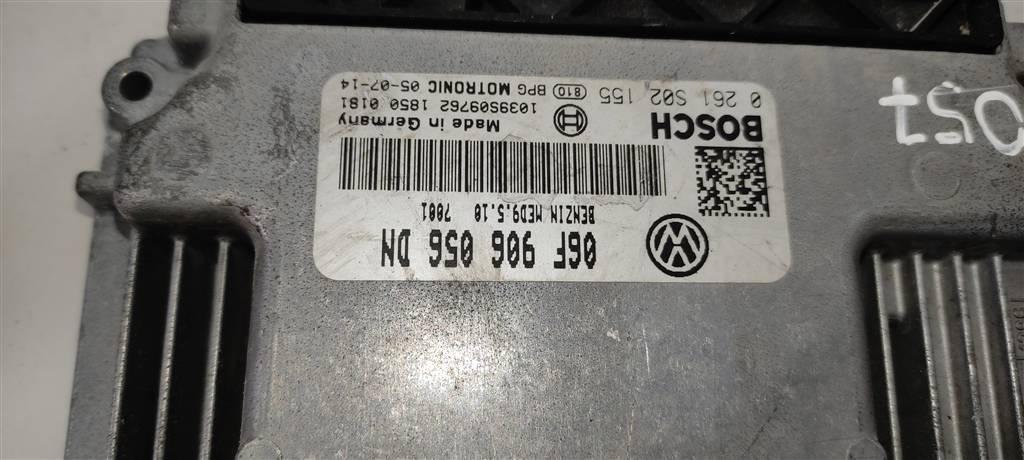 06F 906 056 DN
BENZIN MED9.5.10 7001
BOSCH
Made in Germany
0 261 S02 155
1039S09762 1850 0181
810 BPG MOTRONIC 05-07-14
057